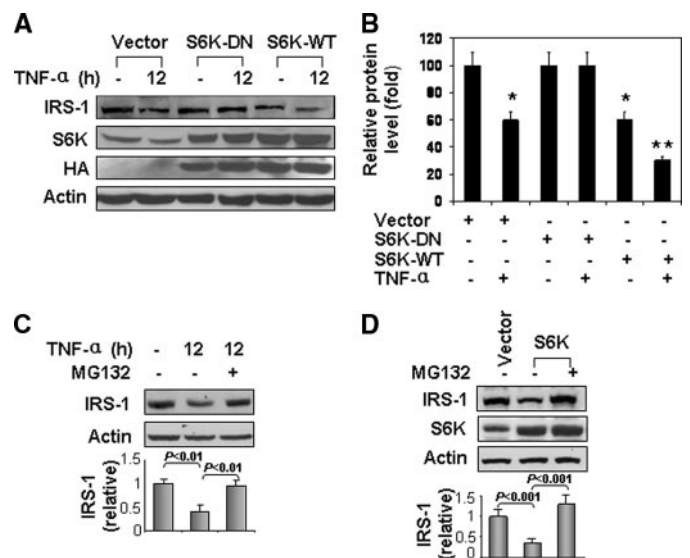 A
Vector S6K-DN S6K-WT
TNF-α (h) - 12 - 12 - 12
IRS-1
S6K
HA
Actin
B
Relative protein
level (fold)
120
100
80
60
40
20
0
*
*
**
Vector + + - - - -
S6K-DN - - + + - -
S6K-WT - - - - + +
TNF-α - + - + - +
C
TNF-α (h) - 12 12
MG132 - - +
IRS-1
Actin
IRS-1
(relative)
1.5
1
0.5
0
P<0.01
P<0.01
D
Vector
S6K
MG132 - - +
IRS-1
S6K
Actin
IRS-1
(relative)
1.5
1
0.5
0
P<0.001
P<0.001